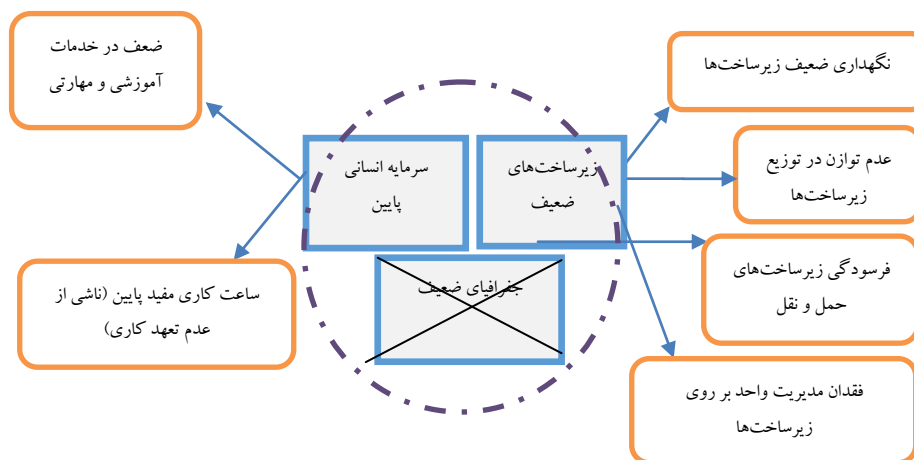 ضعف در خدمات
آموزشی و مهارتی
نگهداری ضعیف زیرساخت‌ها
سرمایه انسانی
پایین
زیرساخت‌های
ضعیف
عدم توازن در توزیع
زیرساخت‌ها
جغرافیای ضعیف
فرسودگی زیرساخت‌های
حمل و نقل
ساعت کاری مفید پایین (ناشی از
عدم تعهد کاری)
فقدان مدیریت واحد بر روی
زیرساخت‌ها